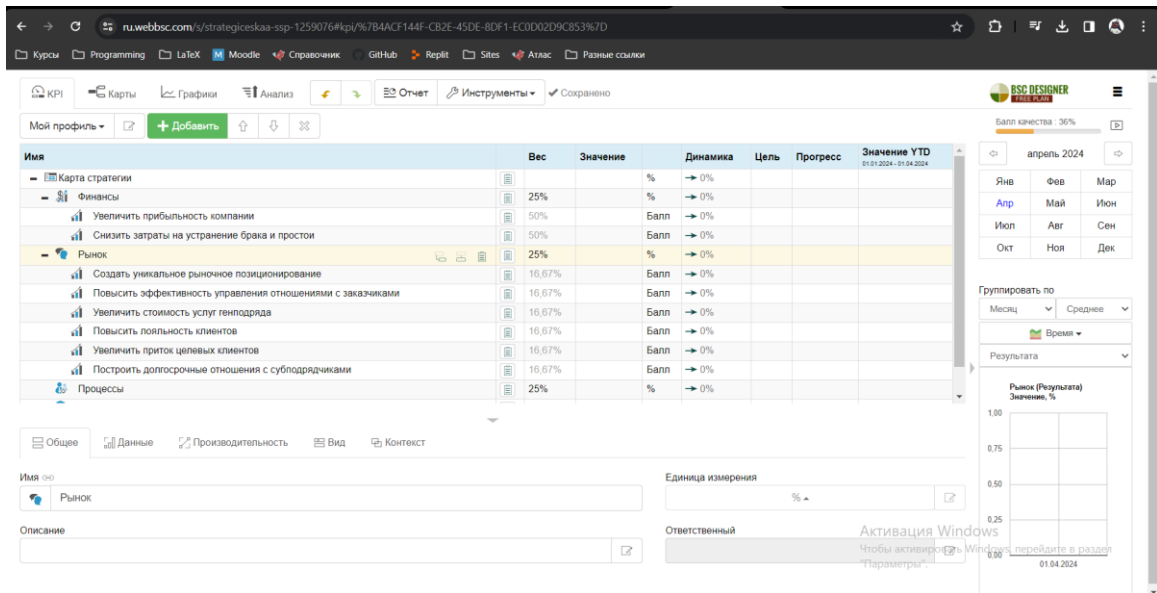 ru.webbsc.com/s/strategiceskaa-ssp-1259076#kpi/%7B4ACF144F-CB2E-45DE-8DF1-EC0D02D9C853%7D
Курсы Programming LaTeX Moodle Справочник GitHub Replit Sites Атлас Разные ссылки
KPI Карты Графики Анализ Отчет Инструменты Сохранено
BSC DESIGNER
FREE PLAN
Мой профиль Добавить
Балл качества : 36%
Имя Вес Значение Динамика Цель Прогресс Значение YTD
01.01.2024 - 01.04.2024
Карта стратегии % 0%
Финансы 25% % 0%
Увеличить прибыльность компании 50% Балл 0%
Снизить затраты на устранение брака и простои 50% Балл 0%
Рынок 25% % 0%
Создать уникальное рыночное позиционирование 16,67% Балл 0%
Повысить эффективность управления отношениями с заказчиками 16,67% Балл 0%
Увеличить стоимость услуг генподряда 16,67% Балл 0%
Повысить лояльность клиентов 16,67% Балл 0%
Увеличить приток целевых клиентов 16,67% Балл 0%
Построить долгосрочные отношения с субподрядчиками 16,67% Балл 0%
Процессы 25% % 0%
апрель 2024
Янв Фев Мар
Апр Май Июн
Июл Авг Сен
Окт Ноя Дек
Группировать по
Месяц Среднее
Время
Результата
Рынок (Результата)
Значение, %
1,00
0,75
0,50
0,25
0,00
01.04.2024
Общее Данные Производительность Вид Контекст
Имя
Рынок
Единица измерения
%
Описание
Ответственный
Активация Windows
Чтобы активировать Windows, перейдите в раздел
"Параметры".